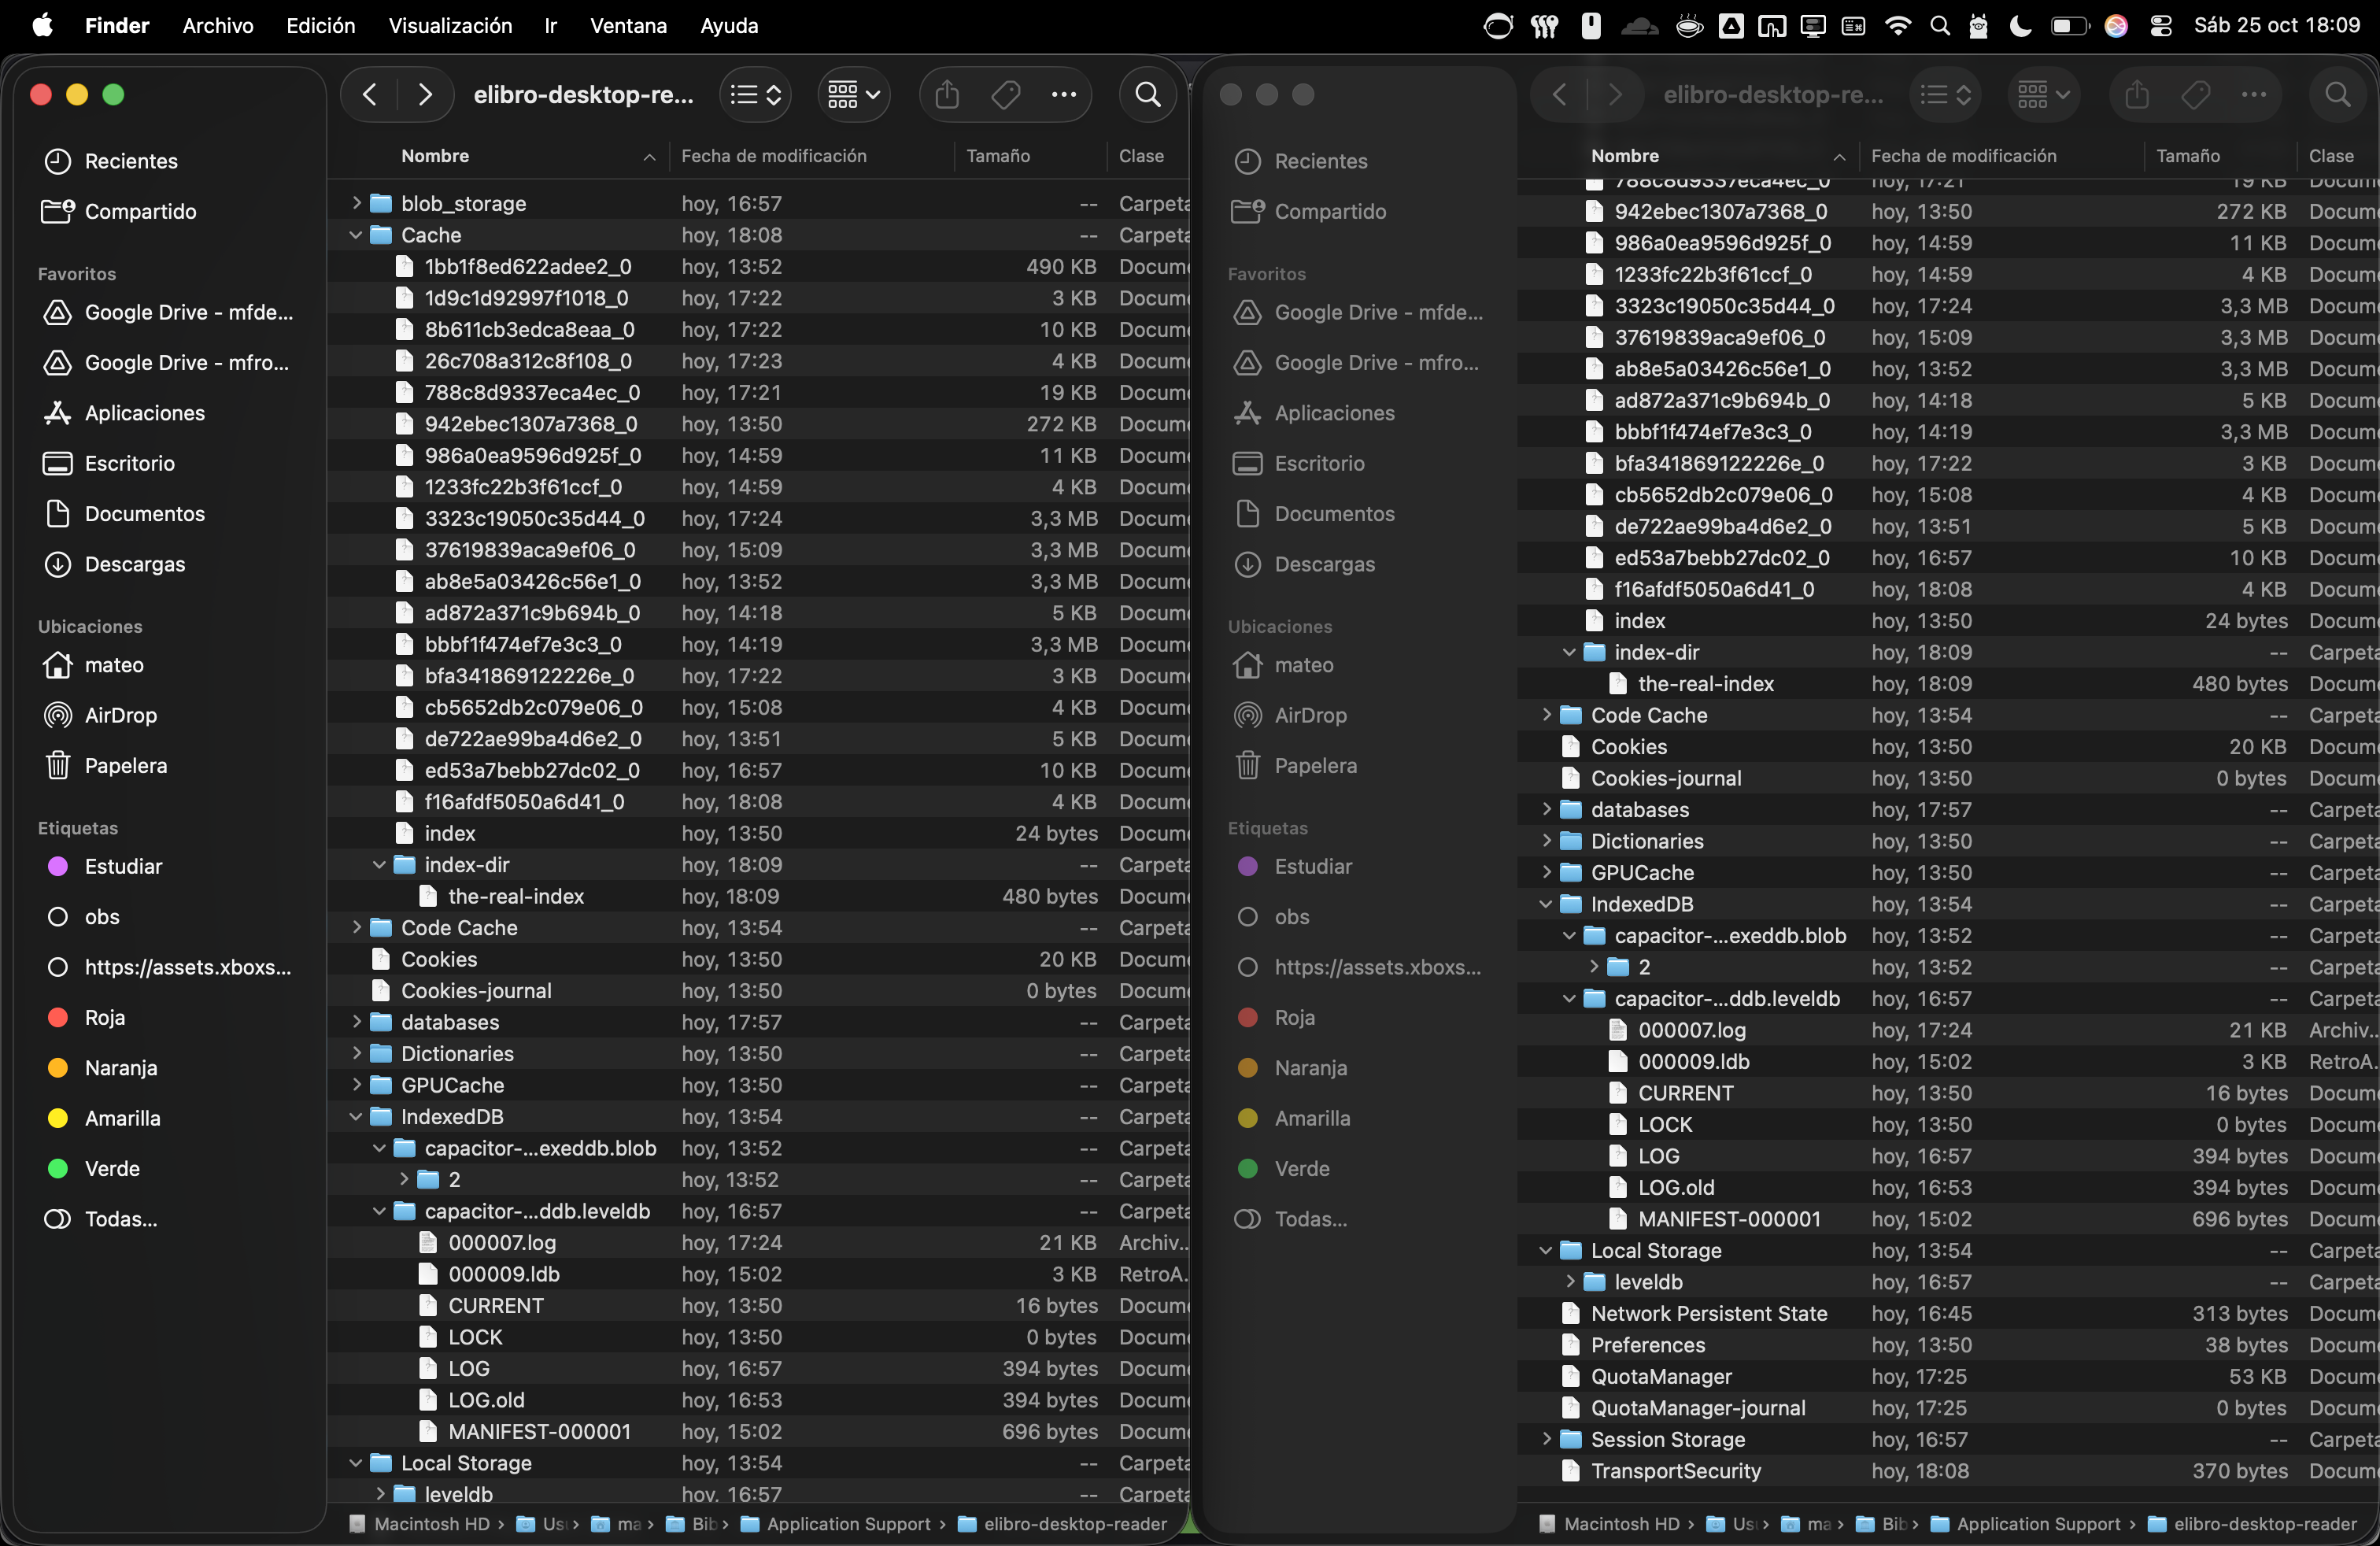 Finder Archivo Edición Visualización Ir Ventana Ayuda Sáb 25 oct 18:09
elibro-desktop-re...
Recientes
Compartido
Favoritos
Google Drive - mfde...
Google Drive - mfro...
Aplicaciones
Escritorio
Documentos
Descargas
Ubicaciones
mateo
AirDrop
Papelera
Etiquetas
Estudiar
obs
https://assets.xboxs...
Roja
Naranja
Amarilla
Verde
Todas...
Nombre Fecha de modificación Tamaño Clase
blob_storage hoy, 16:57 -- Carpeta
Cache hoy, 18:08 -- Carpeta
1bb1f8ed622adee2_0 hoy, 13:52 490 KB Docume
1d9c1d92997f1018_0 hoy, 17:22 3 KB Docume
8b611cb3edca8eaa_0 hoy, 17:22 10 KB Docume
26c708a312c8f108_0 hoy, 17:23 4 KB Docume
788c8d9337eca4ec_0 hoy, 17:21 19 KB Docume
942ebec1307a7368_0 hoy, 13:50 272 KB Docume
986a0ea9596d925f_0 hoy, 14:59 11 KB Docume
1233fc22b3f61ccf_0 hoy, 14:59 4 KB Docume
3323c19050c35d44_0 hoy, 17:24 3,3 MB Docume
37619839aca9ef06_0 hoy, 15:09 3,3 MB Docume
ab8e5a03426c56e1_0 hoy, 13:52 3,3 MB Docume
ad872a371c9b694b_0 hoy, 14:18 5 KB Docume
bbbf1f474ef7e3c3_0 hoy, 14:19 3,3 MB Docume
bfa341869122226e_0 hoy, 17:22 3 KB Docume
cb5652db2c079e06_0 hoy, 15:08 4 KB Docume
de722ae99ba4d6e2_0 hoy, 13:51 5 KB Docume
ed53a7bebb27dc02_0 hoy, 16:57 10 KB Docume
f16afdf5050a6d41_0 hoy, 18:08 4 KB Docume
index hoy, 13:50 24 bytes Docume
index-dir hoy, 18:09 -- Carpeta
the-real-index hoy, 18:09 480 bytes Docume
Code Cache hoy, 13:54 -- Carpeta
Cookies hoy, 13:50 20 KB Docume
Cookies-journal hoy, 13:50 0 bytes Docume
databases hoy, 17:57 -- Carpeta
Dictionaries hoy, 13:50 -- Carpeta
GPUCache hoy, 13:50 -- Carpeta
IndexedDB hoy, 13:54 -- Carpeta
capacitor-...exeddb.blob hoy, 13:52 -- Carpeta
2 hoy, 13:52 -- Carpeta
capacitor-...ddb.leveldb hoy, 16:57 -- Carpeta
000007.log hoy, 17:24 21 KB Archiv...
000009.ldb hoy, 15:02 3 KB RetroA.
CURRENT hoy, 13:50 16 bytes Docume
LOCK hoy, 13:50 0 bytes Docume
LOG hoy, 16:57 394 bytes Docume
LOG.old hoy, 16:53 394 bytes Docume
MANIFEST-000001 hoy, 15:02 696 bytes Docume
Local Storage hoy, 13:54 -- Carpeta
leveldb hoy, 16:57 -- Carpeta
Macintosh HD › Us › ma › Bib › Application Support › elibro-desktop-reader
elibro-desktop-re...
Recientes
Compartido
Favoritos
Google Drive - mfde...
Google Drive - mfro...
Aplicaciones
Escritorio
Documentos
Descargas
Ubicaciones
mateo
AirDrop
Papelera
Etiquetas
Estudiar
obs
https://assets.xboxs...
Roja
Naranja
Amarilla
Verde
Todas...
Nombre Fecha de modificación Tamaño Clase
788c8d9337eca4ec_0 hoy, 17:21 19 KB Docum
942ebec1307a7368_0 hoy, 13:50 272 KB Docum
986a0ea9596d925f_0 hoy, 14:59 11 KB Docum
1233fc22b3f61ccf_0 hoy, 14:59 4 KB Docum
3323c19050c35d44_0 hoy, 17:24 3,3 MB Docum
37619839aca9ef06_0 hoy, 15:09 3,3 MB Docum
ab8e5a03426c56e1_0 hoy, 13:52 3,3 MB Docum
ad872a371c9b694b_0 hoy, 14:18 5 KB Docum
bbbf1f474ef7e3c3_0 hoy, 14:19 3,3 MB Docum
bfa341869122226e_0 hoy, 17:22 3 KB Docum
cb5652db2c079e06_0 hoy, 15:08 4 KB Docum
de722ae99ba4d6e2_0 hoy, 13:51 5 KB Docum
ed53a7bebb27dc02_0 hoy, 16:57 10 KB Docum
f16afdf5050a6d41_0 hoy, 18:08 4 KB Docum
index hoy, 13:50 24 bytes Docum
index-dir hoy, 18:09 -- Carpeta
the-real-index hoy, 18:09 480 bytes Docum
Code Cache hoy, 13:54 -- Carpeta
Cookies hoy, 13:50 20 KB Docum
Cookies-journal hoy, 13:50 0 bytes Docum
databases hoy, 17:57 -- Carpeta
Dictionaries hoy, 13:50 -- Carpeta
GPUCache hoy, 13:50 -- Carpeta
IndexedDB hoy, 13:54 -- Carpeta
capacitor-...exeddb.blob hoy, 13:52 -- Carpeta
2 hoy, 13:52 -- Carpeta
capacitor-...ddb.leveldb hoy, 16:57 -- Carpeta
000007.log hoy, 17:24 21 KB Archiv...
000009.ldb hoy, 15:02 3 KB RetroA.
CURRENT hoy, 13:50 16 bytes Docum
LOCK hoy, 13:50 0 bytes Docum
LOG hoy, 16:57 394 bytes Docum
LOG.old hoy, 16:53 394 bytes Docum
MANIFEST-000001 hoy, 15:02 696 bytes Docum
Local Storage hoy, 13:54 -- Carpeta
leveldb hoy, 16:57 -- Carpeta
Network Persistent State hoy, 16:45 313 bytes Docum
Preferences hoy, 13:50 38 bytes Docum
QuotaManager hoy, 17:25 53 KB Docum
QuotaManager-journal hoy, 17:25 0 bytes Docum
Session Storage hoy, 16:57 -- Carpeta
TransportSecurity hoy, 18:08 370 bytes Docum
Macintosh HD › Us › ma › Bib › Application Support › elibro-desktop-reader